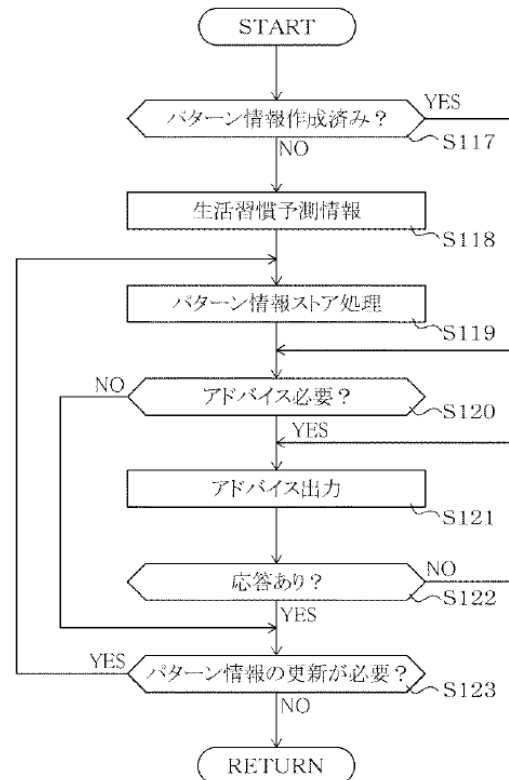 START
パターン情報作成済み？
YES
S117
NO
生活習慣予測情報
S118
パターン情報ストア処理
S119
NO
アドバイス必要？
S120
YES
アドバイス出力
S121
応答あり？
NO
S122
YES
YES
パターン情報の更新が必要？
S123
NO
RETURN